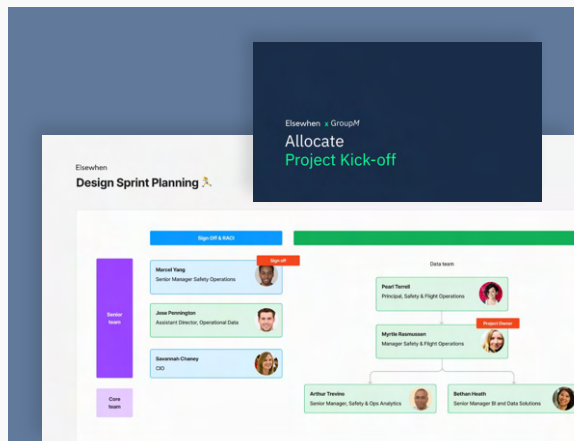 Elsewhen x GroupM
Allocate
Project Kick-off
Elsewhen
Design Sprint Planning
Sign Off & RACI
Senior
team
Core
team
Sign off
Marcel Yang
Senior Manager Safety Operations
Jose Pennington
Assistant Director, Operational Data
Savannah Chaney
CIO
Data team
Pearl Terrell
Principal, Safety & Flight Operations
Project Owner
Myrtle Rasmussen
Manager Safety & Flight Operations
Arthur Trevino
Senior Manager, Safety & Ops Analytics
Bethan Heath
Senior Manager BI and Data Solutions